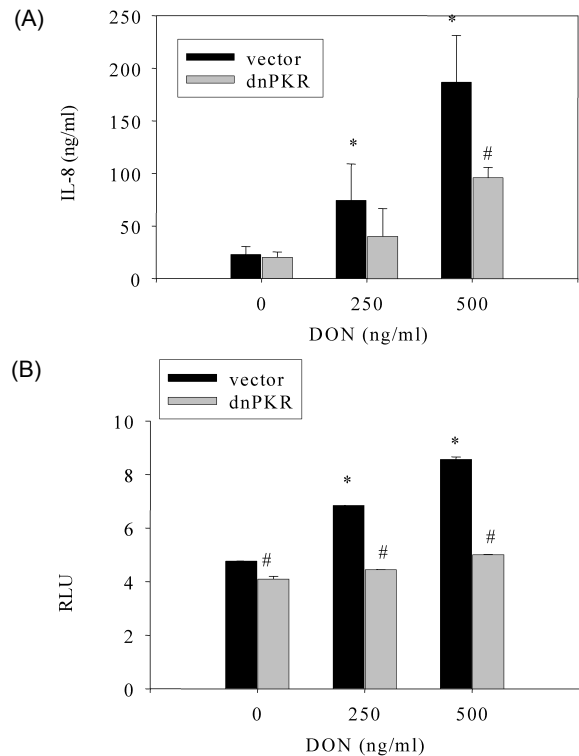 (A)
IL-8 (ng/ml)
250
200
150
100
50
0
vector
dnPKR
*
*
#
0 250 500
DON (ng/ml)
(B)
RLU
10
8
6
4
2
0
vector
dnPKR
#
*
#
*
#
0 250 500
DON (ng/ml)